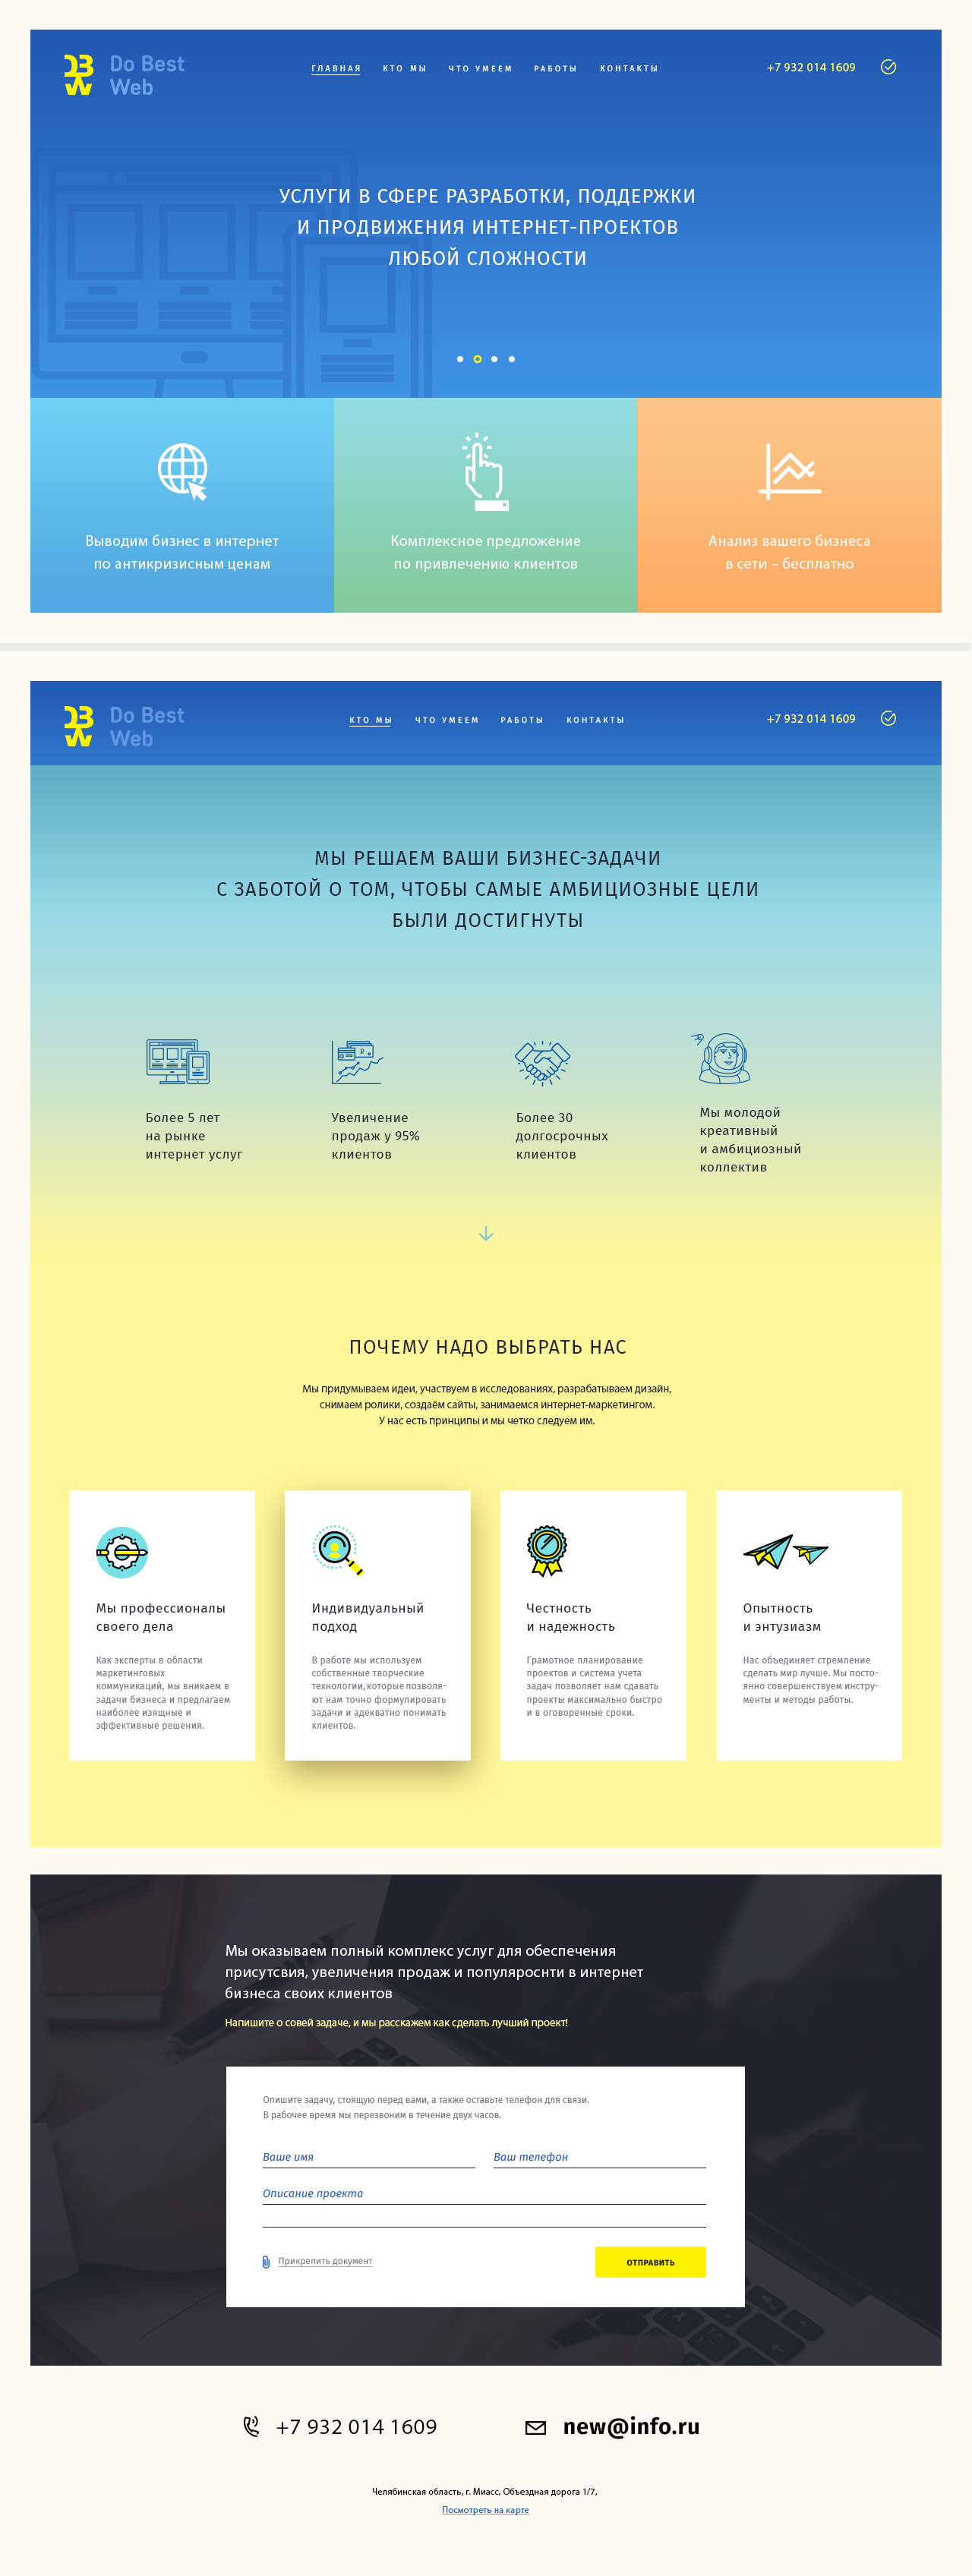 Do Best
Web
ГЛАВНАЯ КТО МЫ ЧТО УМЕЕМ РАБОТЫ КОНТАКТЫ
+7 932 014 1609
УСЛУГИ В СФЕРЕ РАЗРАБОТКИ, ПОДДЕРЖКИ
И ПРОДВИЖЕНИЯ ИНТЕРНЕТ-ПРОЕКТОВ
ЛЮБОЙ СЛОЖНОСТИ
Выводим бизнес в интернет
по антикризисным ценам
Комплексное предложение
по привлечению клиентов
Анализ вашего бизнеса
в сети – бесплатно
Do Best
Web
КТО МЫ ЧТО УМЕЕМ РАБОТЫ КОНТАКТЫ
+7 932 014 1609
МЫ РЕШАЕМ ВАШИ БИЗНЕС-ЗАДАЧИ
С ЗАБОТОЙ О ТОМ, ЧТОБЫ САМЫЕ АМБИЦИОЗНЫЕ ЦЕЛИ
БЫЛИ ДОСТИГНУТЫ
Более 5 лет
на рынке
интернет услуг
Увеличение
продаж у 95%
клиентов
Более 30
долгосрочных
клиентов
Мы молодой
креативный
и амбициозный
коллектив
ПОЧЕМУ НАДО ВЫБРАТЬ НАС
Мы придумываем идеи, участвуем в исследованиях, разрабатываем дизайн,
снимаем ролики, создаём сайты, занимаемся интернет-маркетингом.
У нас есть принципы и мы четко следуем им.
Мы профессионалы
своего дела
Как эксперты в области
маркетинговых
коммуникаций, мы вникаем в
задачи бизнеса и предлагаем
наиболее изящные и
эффективные решения.
Индивидуальный
подход
В работе мы используем
собственные творческие
технологии, которые позволя-
ют нам точно формулировать
задачи и адекватно понимать
клиентов.
Честность
и надежность
Грамотное планирование
проектов и система учета
задач позволяет нам сдавать
проекты максимально быстро
и в оговоренные сроки.
Опытность
и энтузиазм
Нас объединяет стремление
сделать мир лучше. Мы посто-
янно совершенствуем инстру-
менты и методы работы.
Мы оказываем полный комплекс услуг для обеспечения
присутсвия, увеличения продаж и популяроснти в интернет
бизнеса своих клиентов
Напишите о совей задаче, и мы расскажем как сделать лучший проект!
Опишите задачу, стоящую перед вами, а также оставьте телефон для связи.
В рабочее время мы перезвоним в течение двух часов.
Ваше имя
Ваш телефон
Описание проекта
Прикрепить документ
ОТПРАВИТЬ
+7 932 014 1609
new@info.ru
Челябинская область, г. Миасс, Объездная дорога 1/7,
Посмотреть на карте